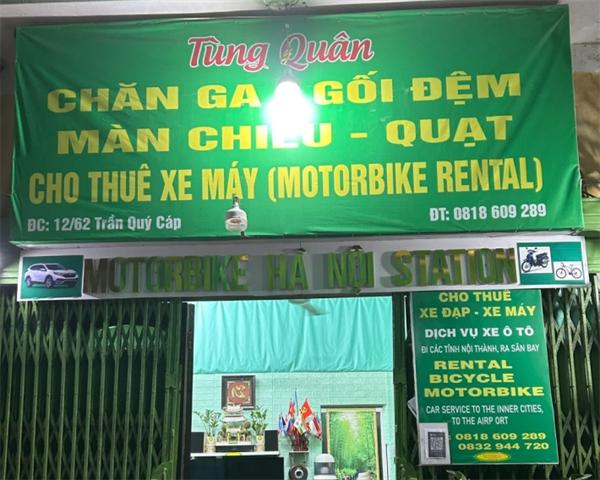 Tùng Quân
CHĂN GA - GỐI ĐỆM
MÀN CHIẾU - QUẠT
CHO THUÊ XE MÁY (MOTORBIKE RENTAL)
ĐC: 12/62 Trần Quý Cáp
ĐT: 0818 609 289
MOTORBIKE HÀ NỘI STATION
CHO THUÊ
XE ĐẠP - XE MÁY
DỊCH VỤ XE Ô TÔ
ĐI CÁC TỈNH NỘI THÀNH, RA SÂN BAY
RENTAL
BICYCLE
MOTORBIKE
CAR SERVICE TO THE INNER CITIES,
TO THE AIRP ORT
: 0818 609 289
0832 944 720